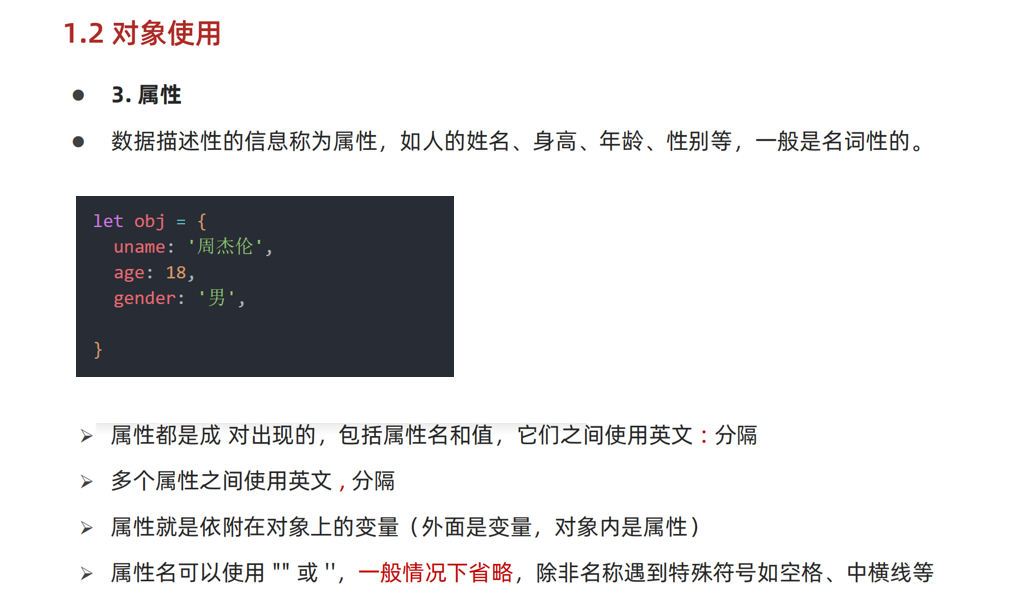 1.2 对象使用
● 3. 属性
● 数据描述性的信息称为属性，如人的姓名、身高、年龄、性别等，一般是名词性的。
let obj = {
  uname: '周杰伦',
  age: 18,
  gender: '男',
}
➢ 属性都是成 对出现的，包括属性名和值，它们之间使用英文 : 分隔
➢ 多个属性之间使用英文 , 分隔
➢ 属性就是依附在对象上的变量（外面是变量，对象内是属性）
➢ 属性名可以使用 "" 或 ''，一般情况下省略，除非名称遇到特殊符号如空格、中横线等